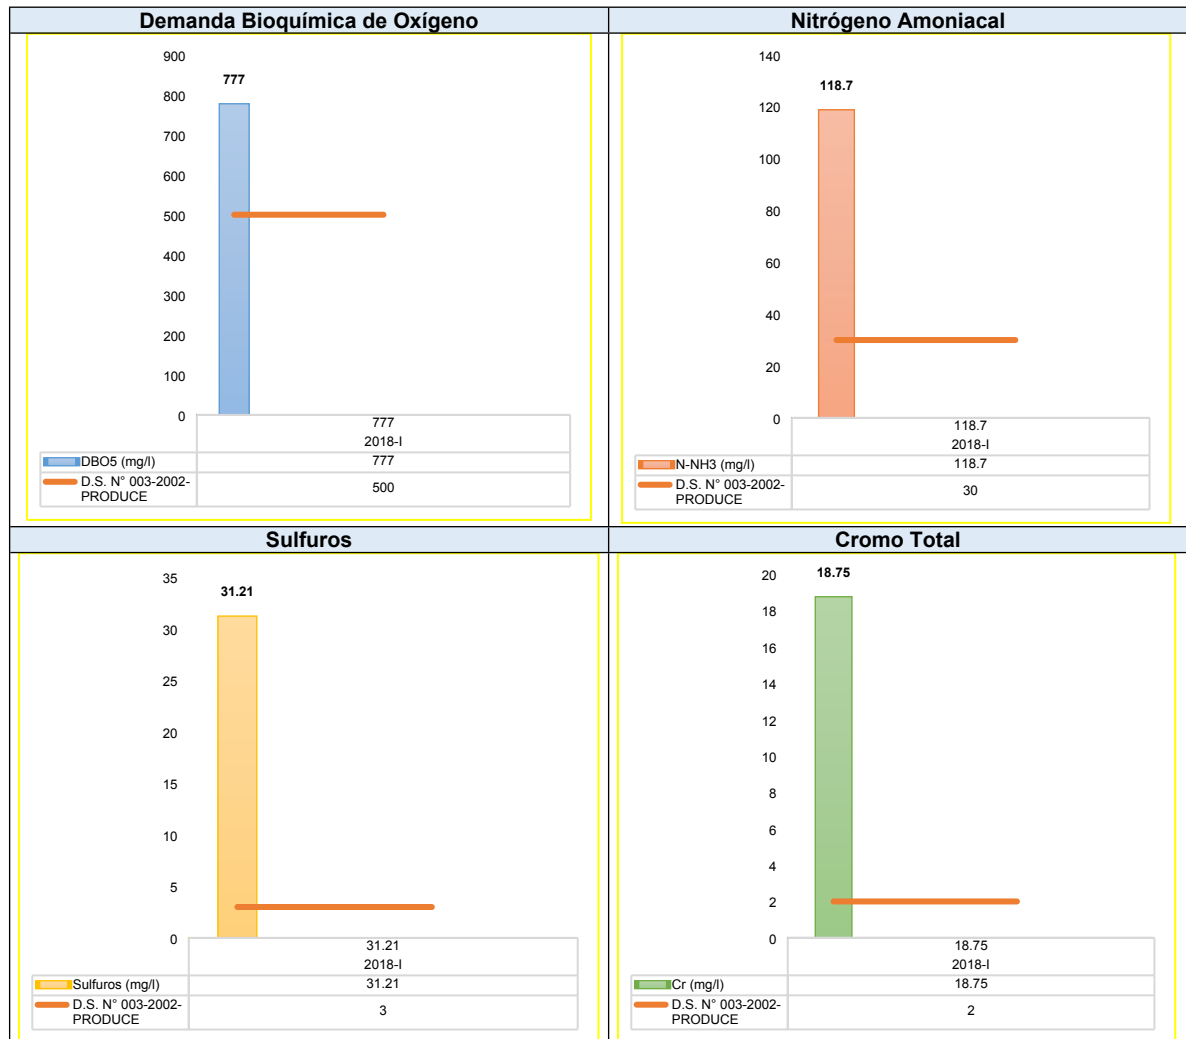 Demanda Bioquímica de Oxígeno
900
800
700
600
500
400
300
200
100
0
777
777
2018-I
DBO5 (mg/l) 777
D.S. N° 003-2002-
PRODUCE 500
Nitrógeno Amoniacal
140
120
100
80
60
40
20
0
118.7
118.7
2018-I
N-NH3 (mg/l) 118.7
D.S. N° 003-2002-
PRODUCE 30
Sulfuros
35
30
25
20
15
10
5
0
31.21
31.21
2018-I
Sulfuros (mg/l) 31.21
D.S. N° 003-2002-
PRODUCE 3
Cromo Total
20
18
16
14
12
10
8
6
4
2
0
18.75
18.75
2018-I
Cr (mg/l) 18.75
D.S. N° 003-2002-
PRODUCE 2